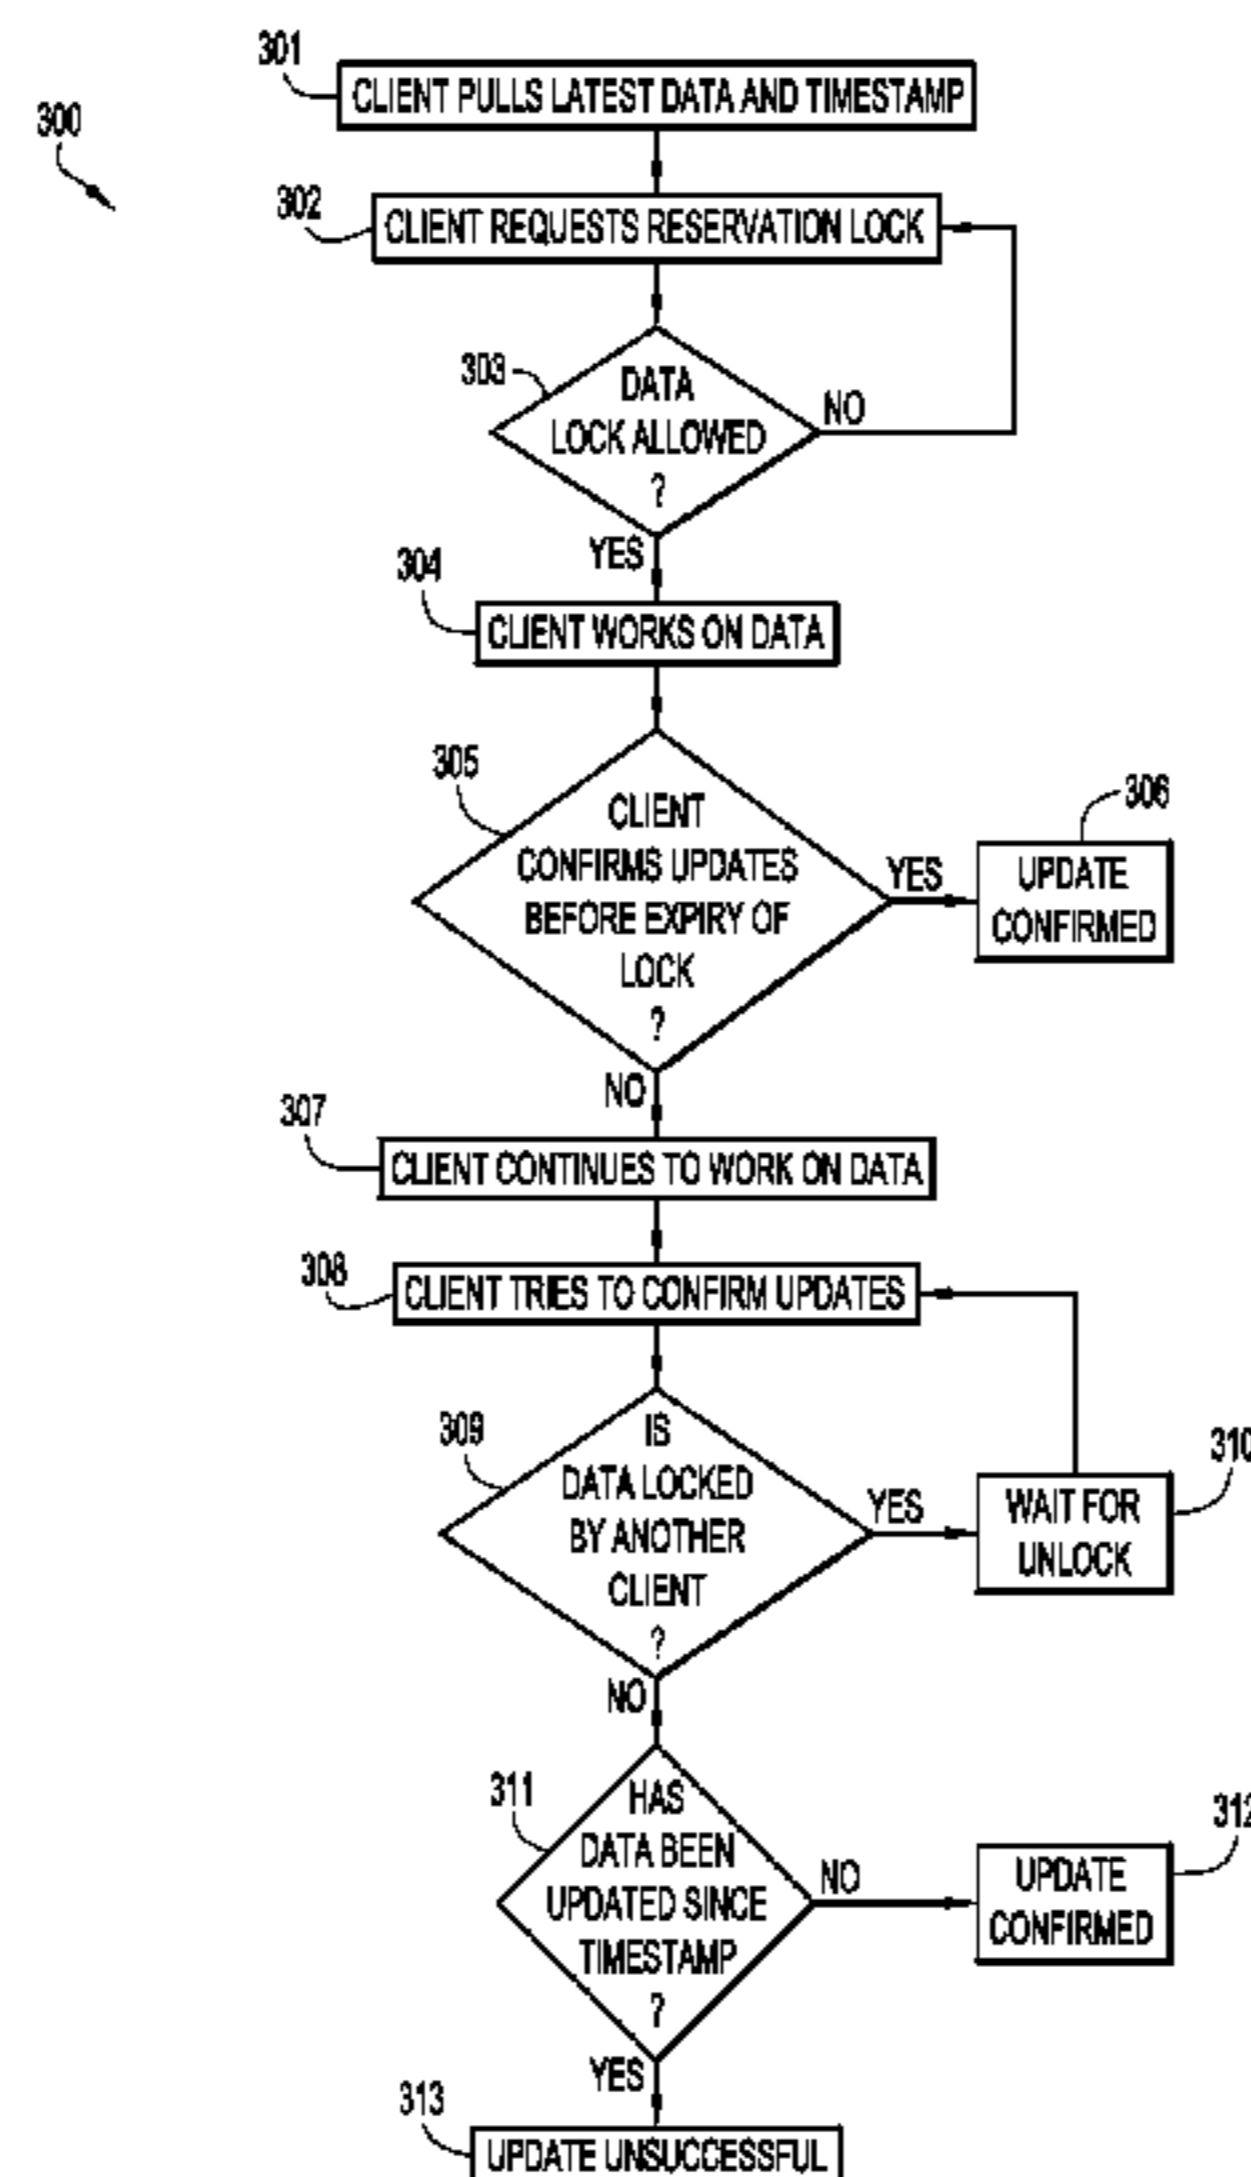 301
CLIENT PULLS LATEST DATA AND TIMESTAMP
300
302
CLIENT REQUESTS RESERVATION LOCK
303
DATA
LOCK ALLOWED
?
NO
YES
304
CLIENT WORKS ON DATA
305
CLIENT
CONFIRMS UPDATES
BEFORE EXPIRY OF
LOCK
?
YES
306
UPDATE
CONFIRMED
NO
307
CLIENT CONTINUES TO WORK ON DATA
308
CLIENT TRIES TO CONFIRM UPDATES
309
IS
DATA LOCKED
BY ANOTHER
CLIENT
?
YES
310
WAIT FOR
UNLOCK
NO
311
HAS
DATA BEEN
UPDATED SINCE
TIMESTAMP
?
NO
312
UPDATE
CONFIRMED
YES
313
UPDATE UNSUCCESSFUL